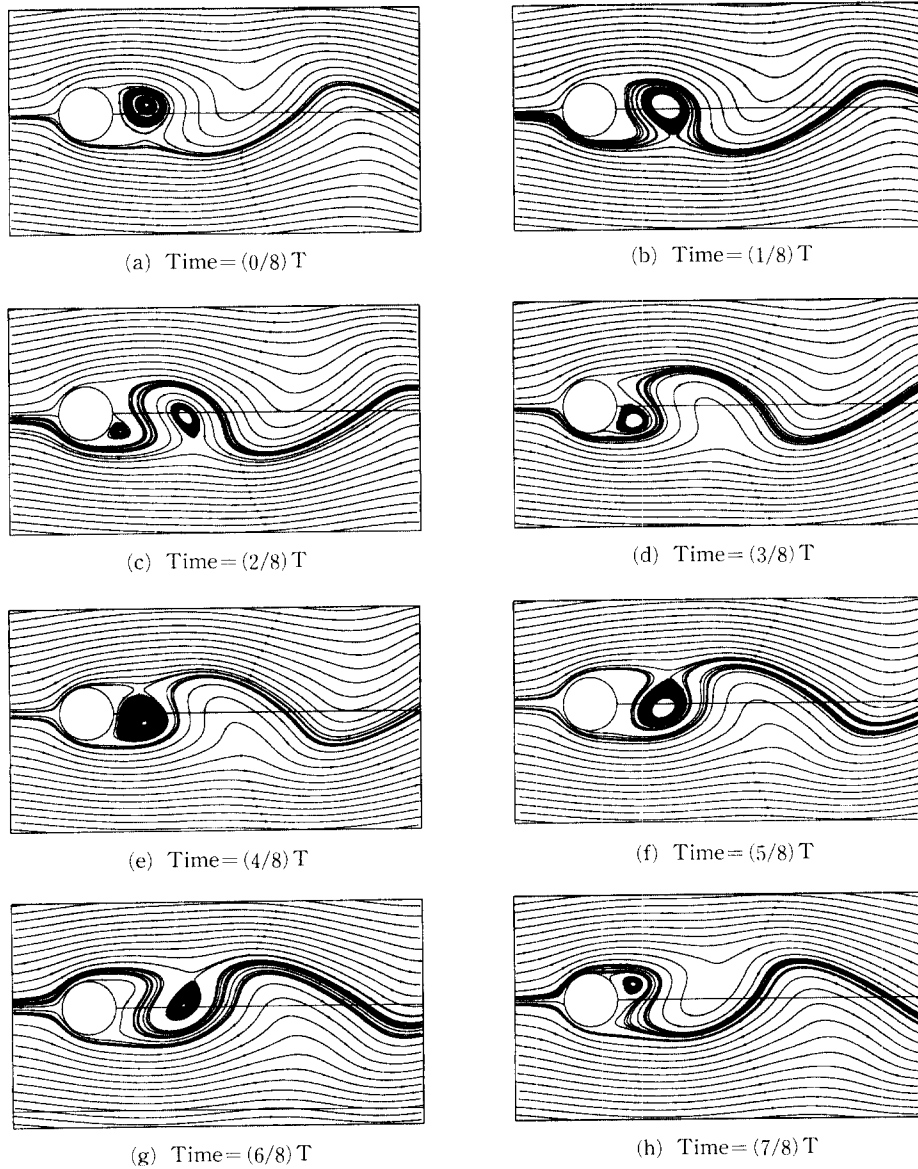 (a) Time=(0/8)T
(b) Time=(1/8)T
(c) Time=(2/8)T
(d) Time=(3/8)T
(e) Time=(4/8)T
(f) Time=(5/8)T
(g) Time=(6/8)T
(h) Time=(7/8)T